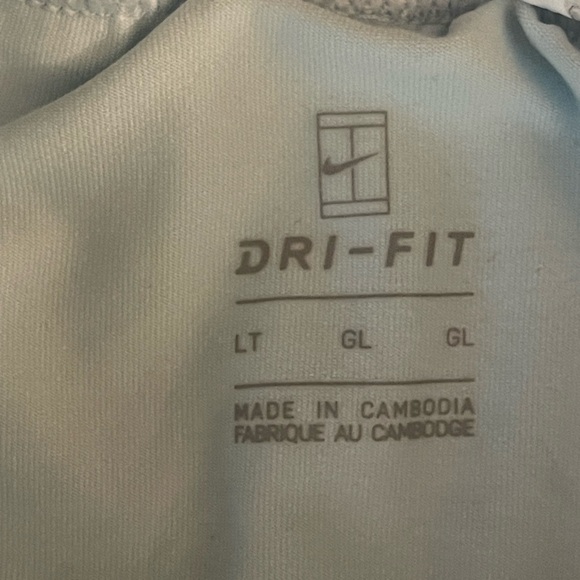 DRI-FIT
LT GL GL
MADE IN CAMBODIA
FABRIQUE AU CAMBODGE